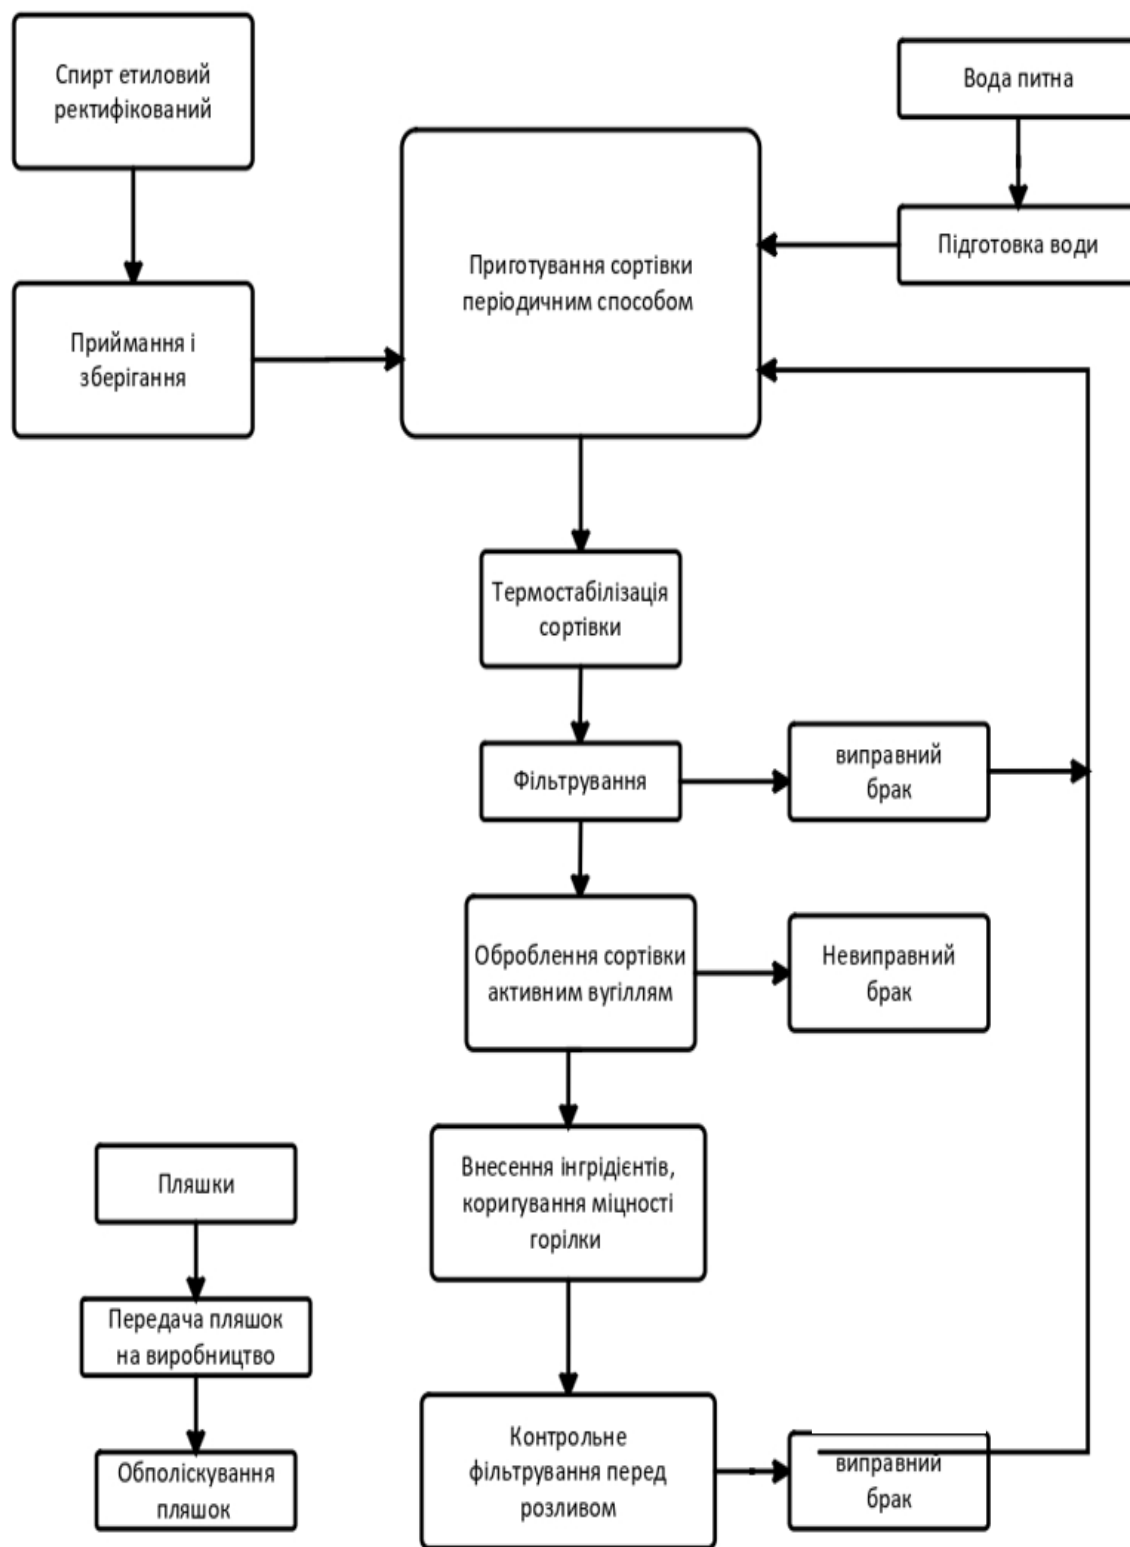 Спирт етиловий
ректифікований
Вода питна
Підготовка води
Приготування сортівки
періодичним способом
Приймання і
зберігання
Термостабілізація
сортівки
Фільтрування
виправний
брак
Оброблення сортівки
активним вугіллям
Невиправний
брак
Внесення інгрідієнтів,
коригування міцності
горілки
Пляшки
Передача пляшок
на виробництво
Обполіскування
пляшок
Контрольне
фільтрування перед
розливом
виправний
брак